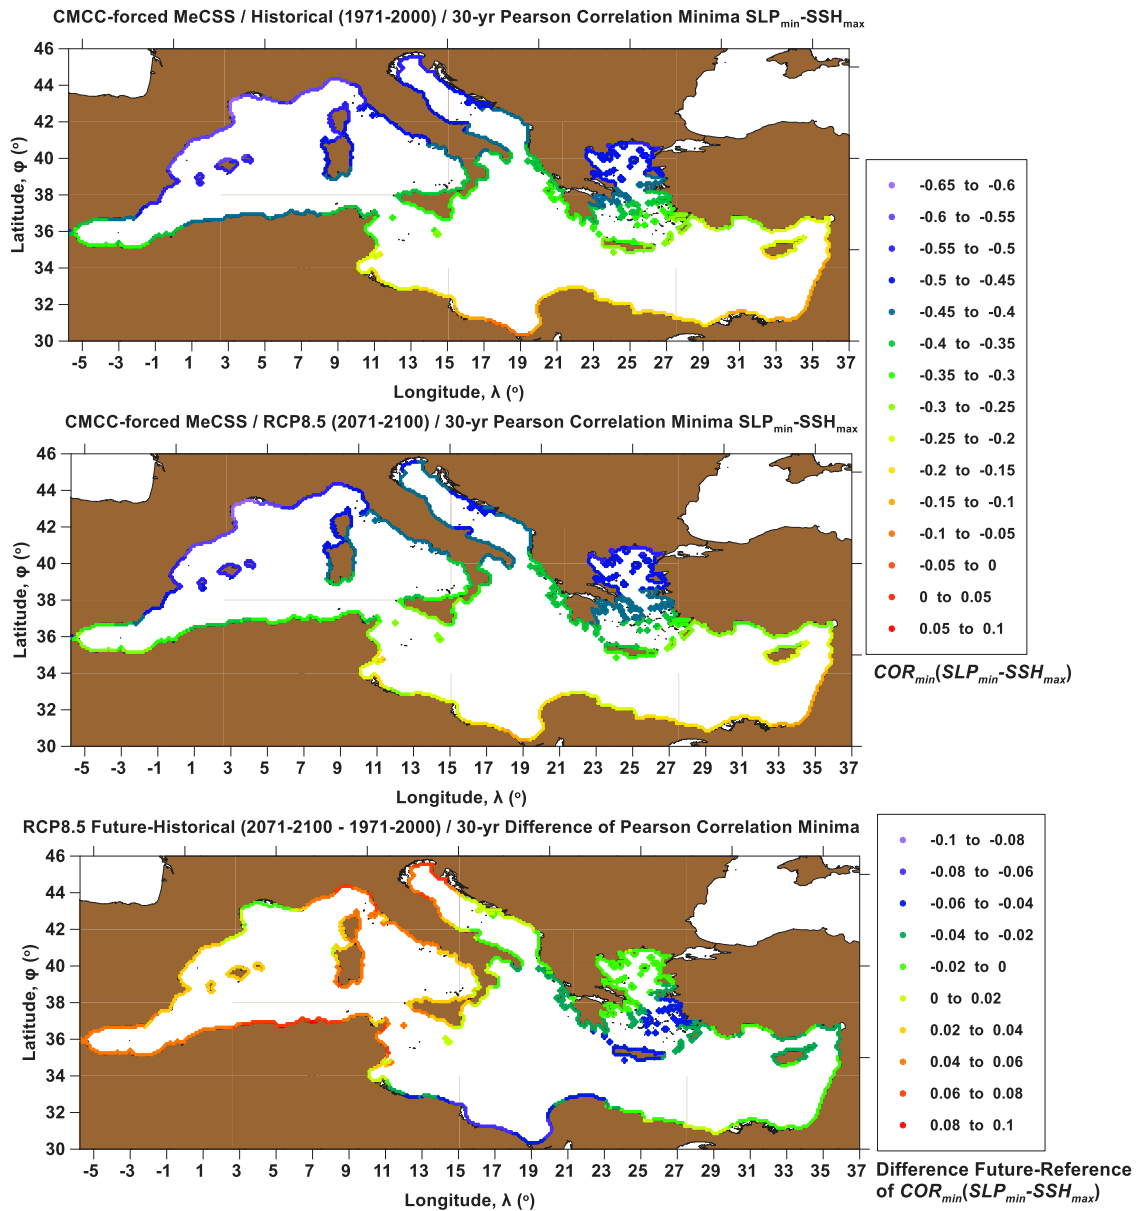 CMCC-forced MeCSS / Historical (1971-2000) / 30-yr Pearson Correlation Minima SLPmin-SSHmax
46
44
42
40
38
36
34
32
30
Latitude, φ (o)
-5 -3 -1 1 3 5 7 9 11 13 15 17 19 21 23 25 27 29 31 33 35 37
Longitude, λ (o)
-0.65 to -0.6
-0.6 to -0.55
-0.55 to -0.5
-0.5 to -0.45
-0.45 to -0.4
-0.4 to -0.35
-0.35 to -0.3
-0.3 to -0.25
-0.25 to -0.2
-0.2 to -0.15
-0.15 to -0.1
-0.1 to -0.05
-0.05 to 0
0 to 0.05
0.05 to 0.1
CORmin(SLPmin-SSHmax)
CMCC-forced MeCSS / RCP8.5 (2071-2100) / 30-yr Pearson Correlation Minima SLPmin-SSHmax
46
44
42
40
38
36
34
32
30
Latitude, φ (o)
-5 -3 -1 1 3 5 7 9 11 13 15 17 19 21 23 25 27 29 31 33 35 37
Longitude, λ (o)
RCP8.5 Future-Historical (2071-2100 - 1971-2000) / 30-yr Difference of Pearson Correlation Minima
46
44
42
40
38
36
34
32
30
Latitude, φ (o)
-5 -3 -1 1 3 5 7 9 11 13 15 17 19 21 23 25 27 29 31 33 35 37
Longitude, λ (o)
-0.1 to -0.08
-0.08 to -0.06
-0.06 to -0.04
-0.04 to -0.02
-0.02 to 0
0 to 0.02
0.02 to 0.04
0.04 to 0.06
0.06 to 0.08
0.08 to 0.1
Difference Future-Reference
of CORmin(SLPmin-SSHmax)